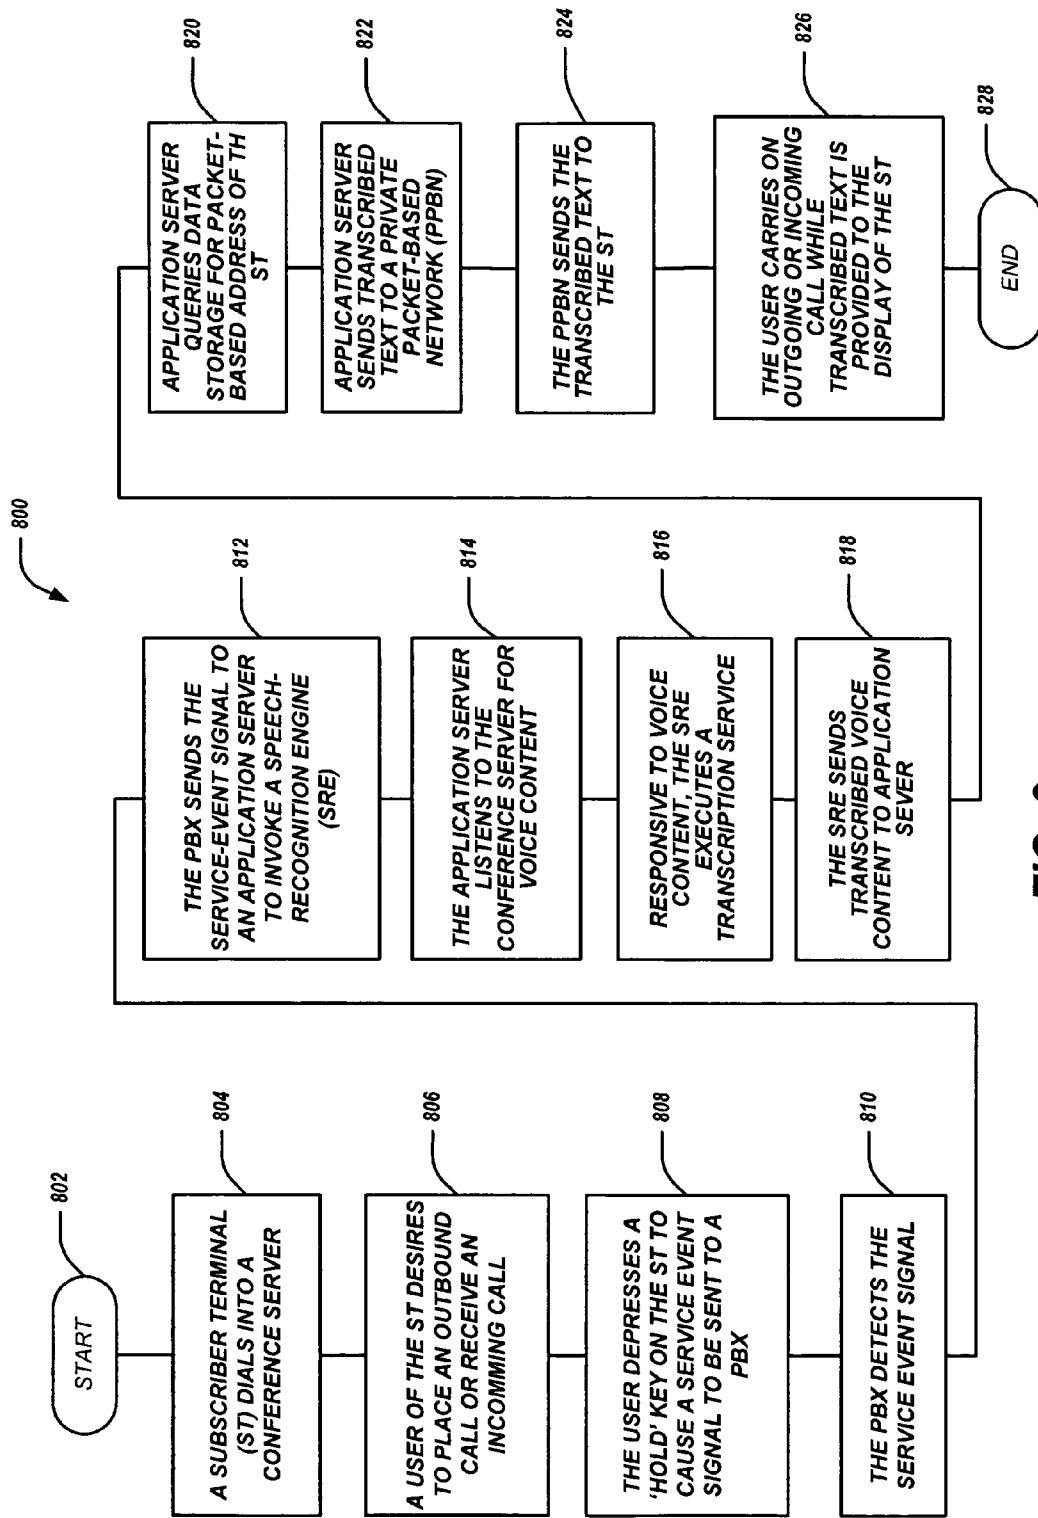 800
START
802
A SUBSCRIBER TERMINAL
(ST) DIALS INTO A
CONFERENCE SERVER
804
A USER OF THE ST DESIRES
TO PLACE AN OUTBOUND
CALL OR RECEIVE AN
INCOMMING CALL
806
THE USER DEPRESSES A
'HOLD' KEY ON THE ST TO
CAUSE A SERVICE EVENT
SIGNAL TO BE SENT TO A
PBX
808
THE PBX DETECTS THE
SERVICE EVENT SIGNAL
810
THE PBX SENDS THE
SERVICE-EVENT SIGNAL TO
AN APPLICATION SERVER
TO INVOKE A SPEECH-
RECOGNITION ENGINE
(SRE)
812
THE APPLICATION SERVER
LISTENS TO THE
CONFERENCE SERVER FOR
VOICE CONTENT
814
RESPONSIVE TO VOICE
CONTENT, THE SRE
EXECUTES A
TRANSCRIPTION SERVICE
816
THE SRE SENDS
TRANSCRIBED VOICE
CONTENT TO APPLICATION
SEVER
818
APPLICATION SERVER
QUERIES DATA
STORAGE FOR PACKET-
BASED ADDRESS OF TH
ST
820
APPLICATION SERVER
SENDS TRANSCRIBED
TEXT TO A PRIVATE
PACKET-BASED
NETWORK (PPBN)
822
THE PPBN SENDS THE
TRANSCRIBED TEXT TO
THE ST
824
THE USER CARRIES ON
OUTGOING OR INCOMING
CALL WHILE
TRANSCRIBED TEXT IS
PROVIDED TO THE
DISPLAY OF THE ST
826
END
828